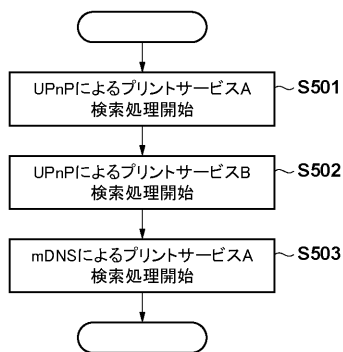 UPnPによるプリントサービスA
検索処理開始
S501
UPnPによるプリントサービスB
検索処理開始
S502
mDNSによるプリントサービスA
検索処理開始
S503